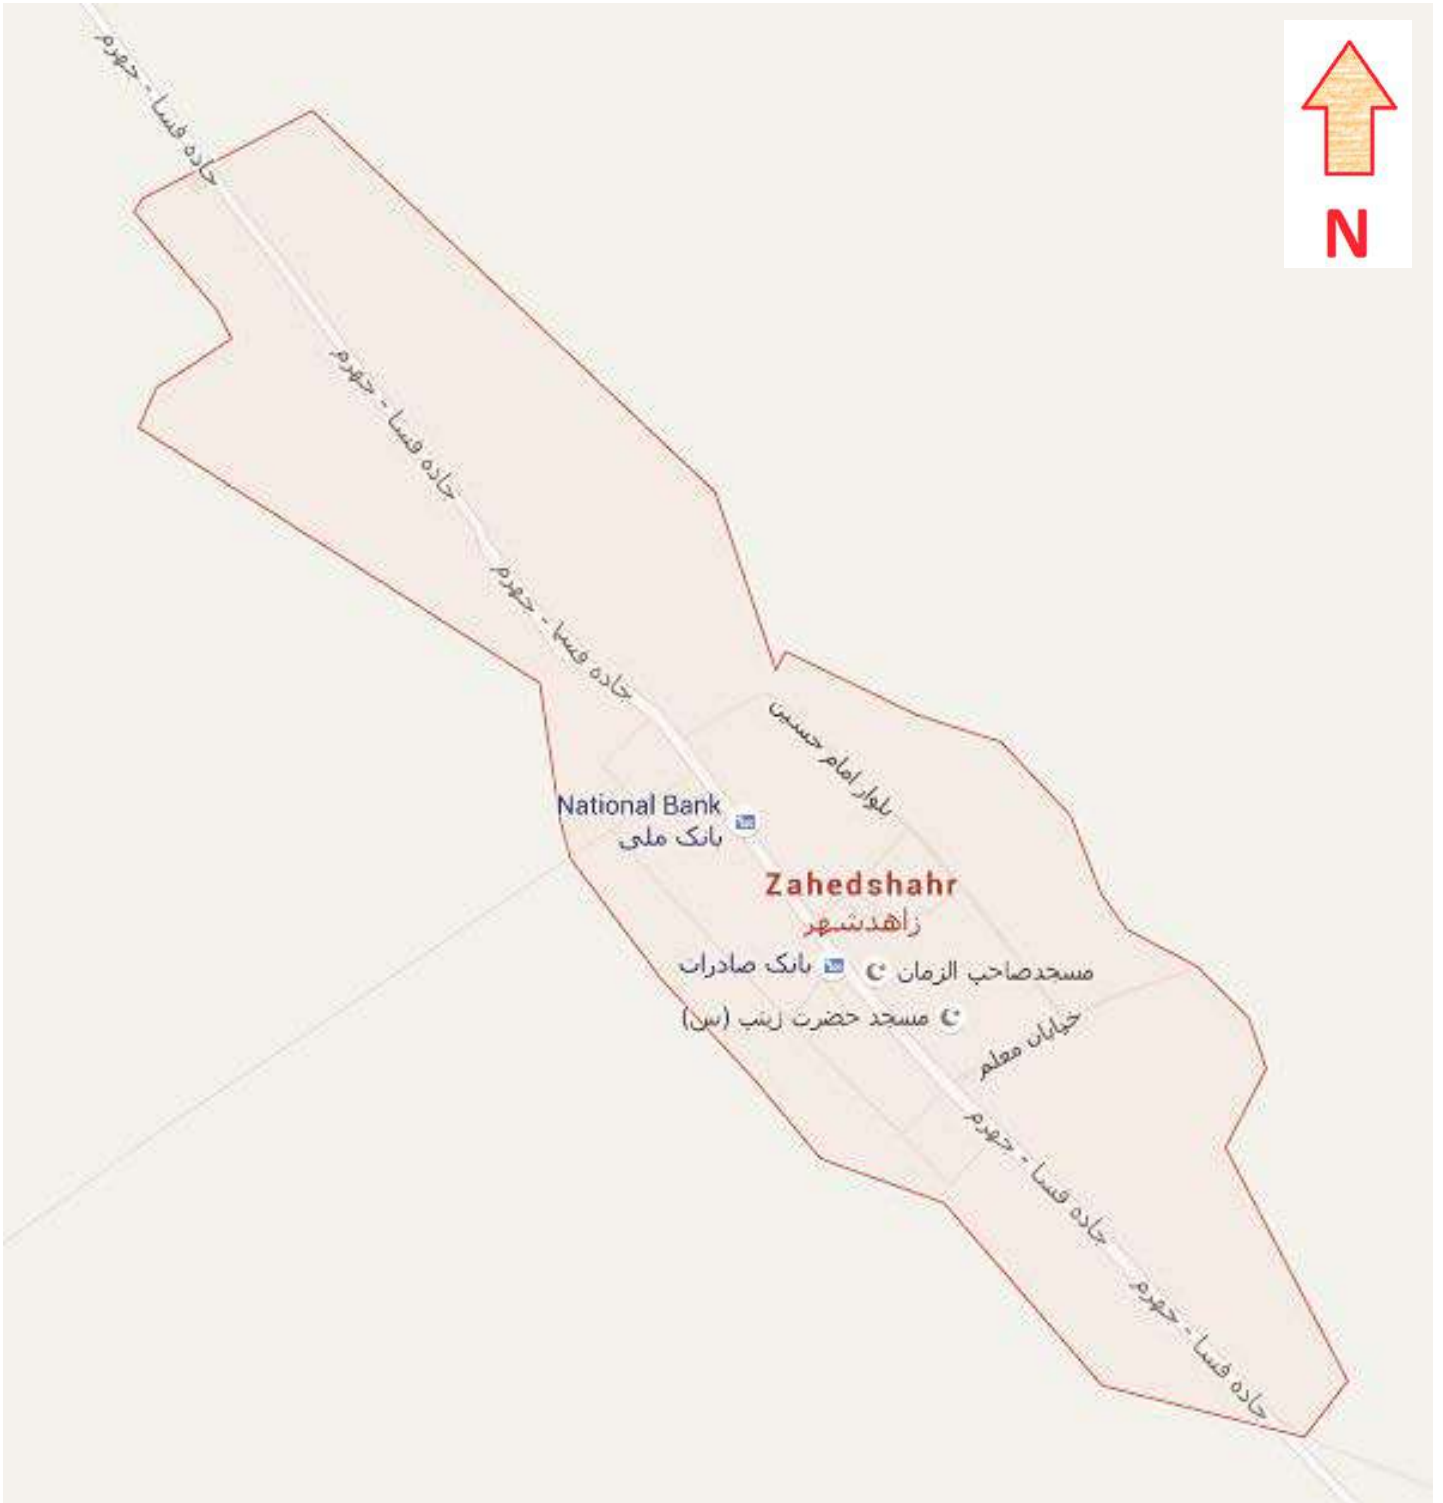 جاده فسا - جهرم
N
جاده فسا - جهرم
جاده فسا - جهرم
بلوار امام حسین
National Bank
بانک ملی
Zahedshahr
زاهدشهر
بانک صادرات
مسجدصاحب الزمان
مسجد حضرت زینب (س)
خیابان معلم
جاده فسا - جهرم
جاده فسا - جهرم